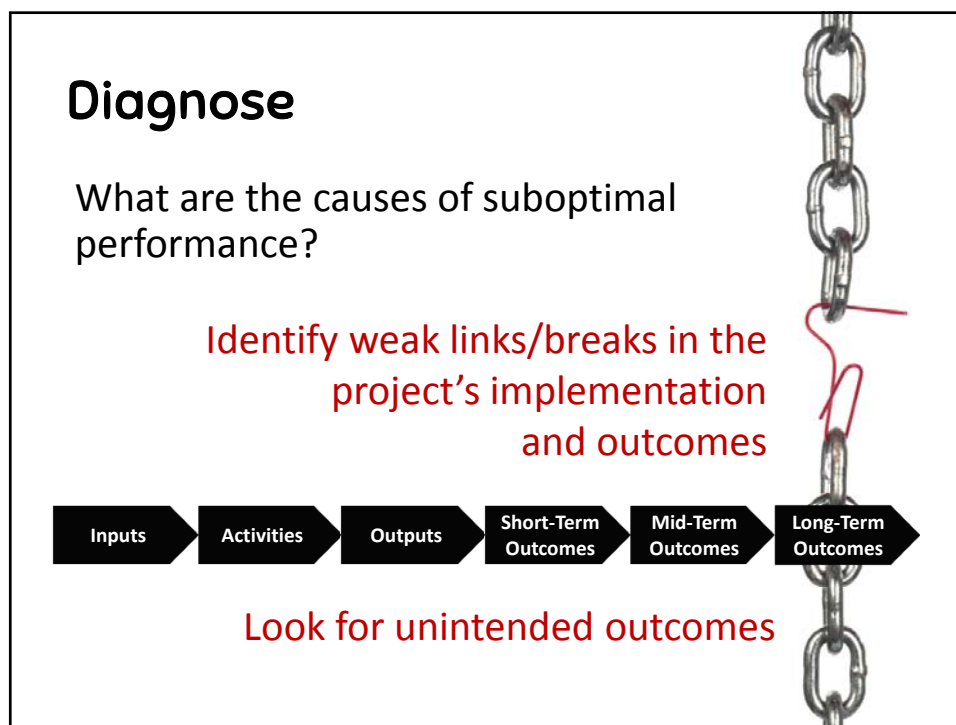 Diagnose
What are the causes of suboptimal
performance?
Identify weak links/breaks in the
project’s implementation
and outcomes
Inputs
Activities
Outputs
Short-Term
Outcomes
Mid-Term
Outcomes
Long-Term
Outcomes
Look for unintended outcomes